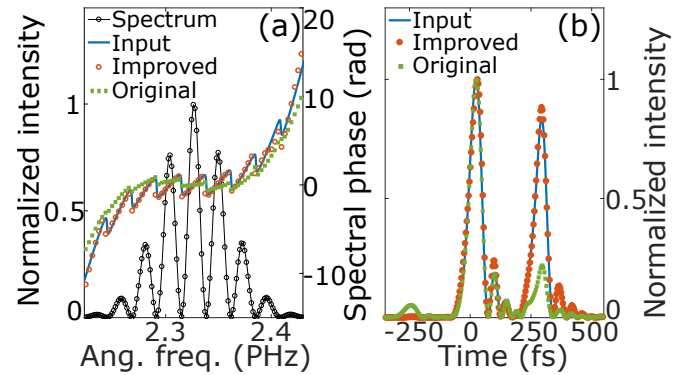 (a)
Spectrum
Input
Improved
Original
Normalized intensity
0
0.5
1
2.3
2.4
Ang. freq. (PHz)
20
10
0
-10
Spectral phase (rad)
(b)
Input
Improved
Original
-250
0
250
500
Time (fs)
0
0.5
1
Normalized intensity